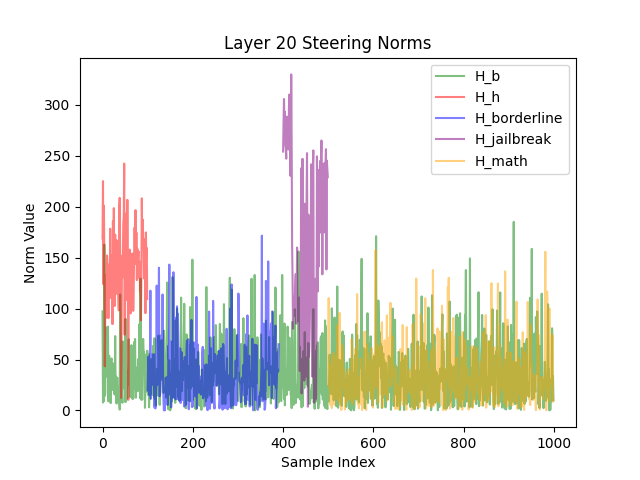 Layer 20 Steering Norms
H_b
H_h
H_borderline
H_jailbreak
H_math
Norm Value
300
250
200
150
100
50
0
0 200 400 600 800 1000
Sample Index